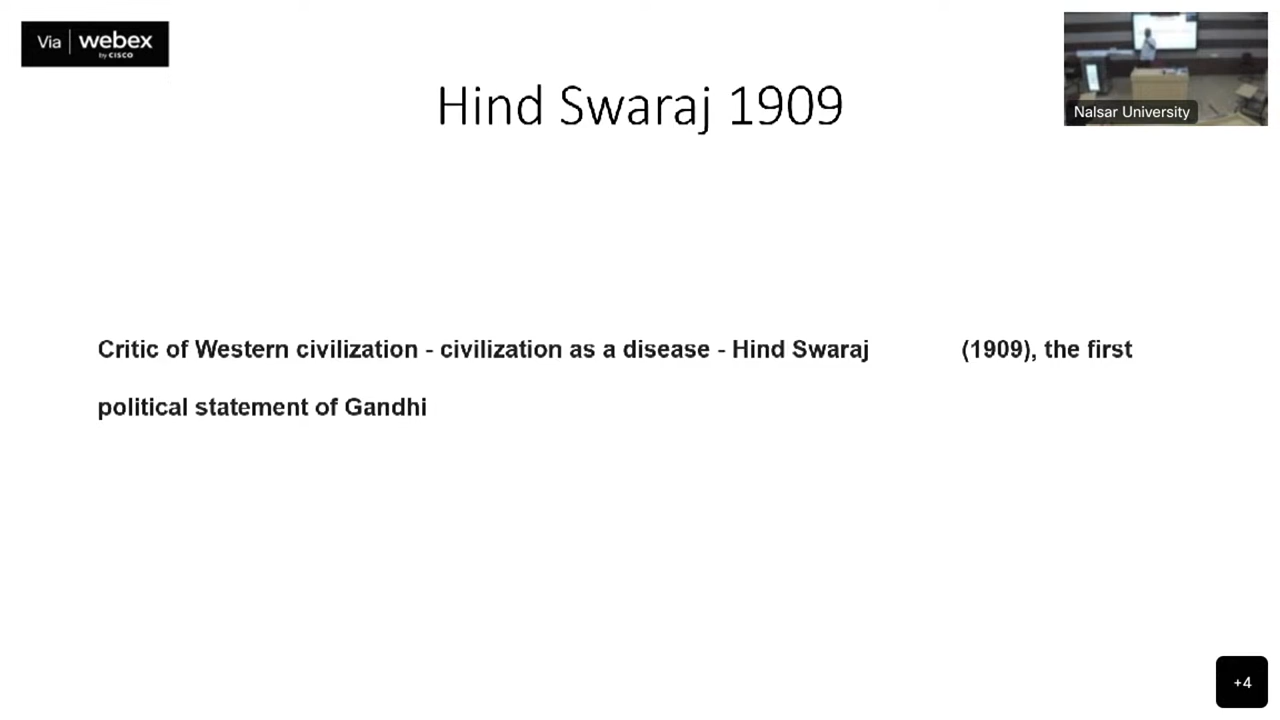 Via webex
by CISCO
Hind Swaraj 1909
Nalsar University
Critic of Western civilization - civilization as a disease - Hind Swaraj (1909), the first
political statement of Gandhi
+4